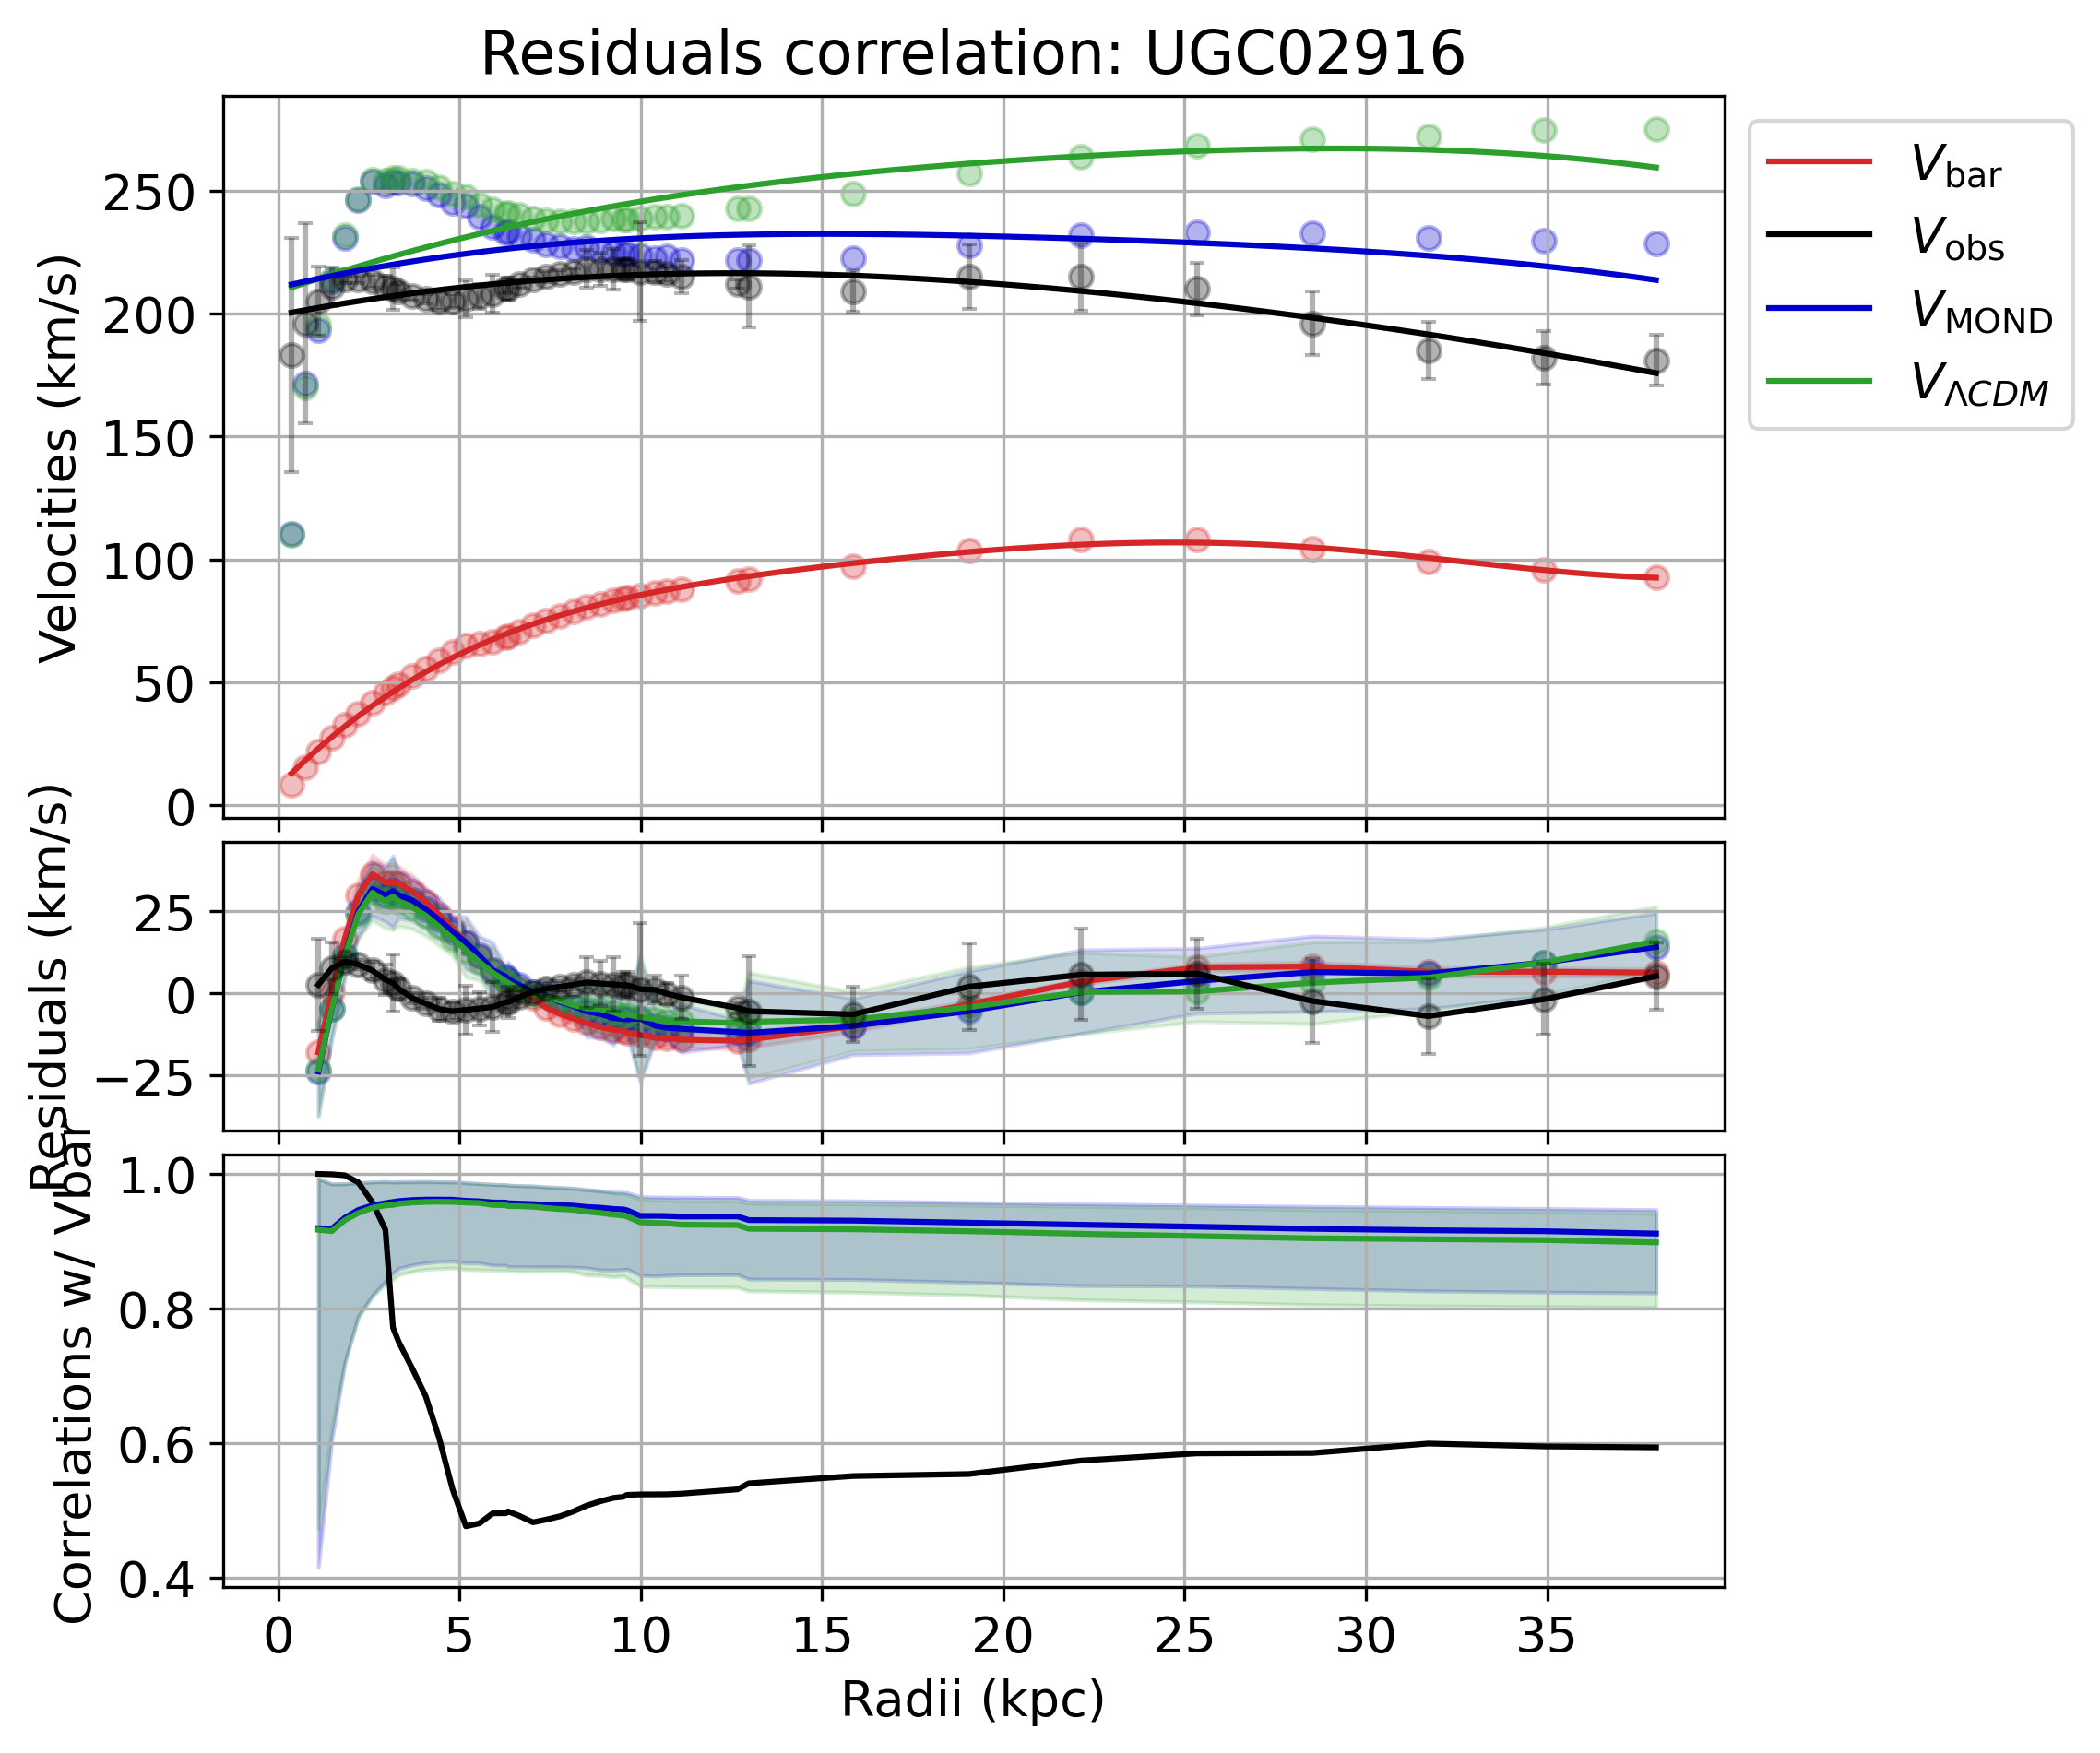 Residuals correlation: UGC02916
Velocities (km/s)
250
200
150
100
50
0
V_bar
V_obs
V_MOND
V_ΛCDM
Residuals (km/s)
25
0
−25
Correlations w/ Vbar
1.0
0.8
0.6
0.4
0 5 10 15 20 25 30 35
Radii (kpc)